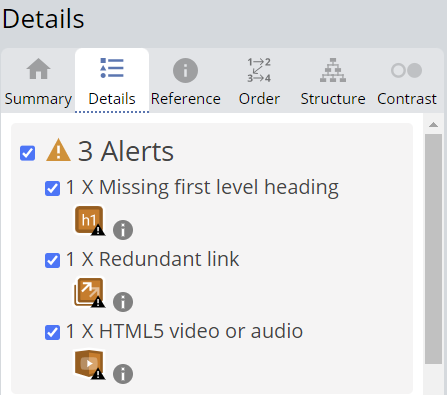 Details
Summary Details Reference Order Structure Contrast
3 Alerts
1 X Missing first level heading
h1
1 X Redundant link
1 X HTML5 video or audio